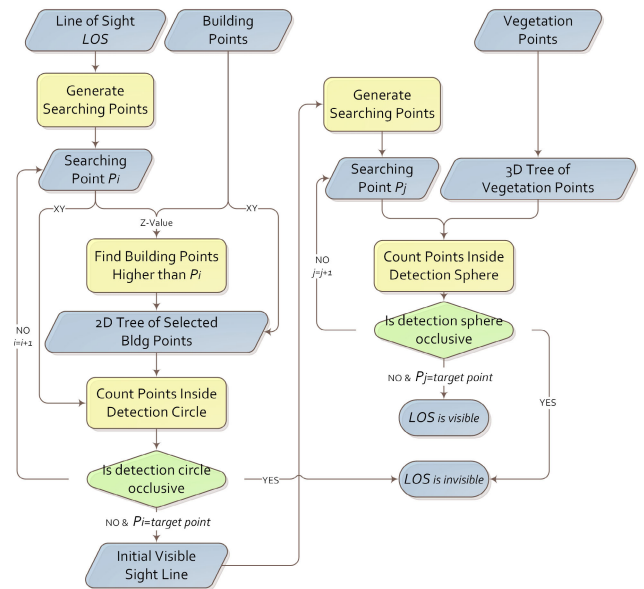 Line of Sight
LOS
Building
Points
Vegetation
Points
Generate
Searching Points
Generate
Searching Points
Searching
Point Pi
Searching
Point Pj
3D Tree of
Vegetation Points
XY
XY
Z-Value
Find Building Points
Higher than Pi
Count Points Inside
Detection Sphere
NO
j=j+1
2D Tree of Selected
Bldg Points
Is detection sphere
occlusive
NO
i=i+1
NO & Pj=target point
Count Points Inside
Detection Circle
YES
LOS is visible
Is detection circle
occlusive
YES
LOS is invisible
NO & Pi=target point
Initial Visible
Sight Line